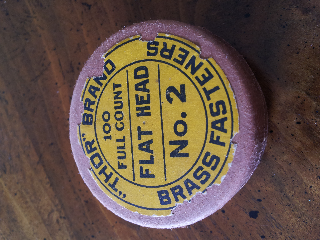 "THOR" BRAND
100
FULL COUNT
FLAT HEAD
No. 2
BRASS FASTENERS